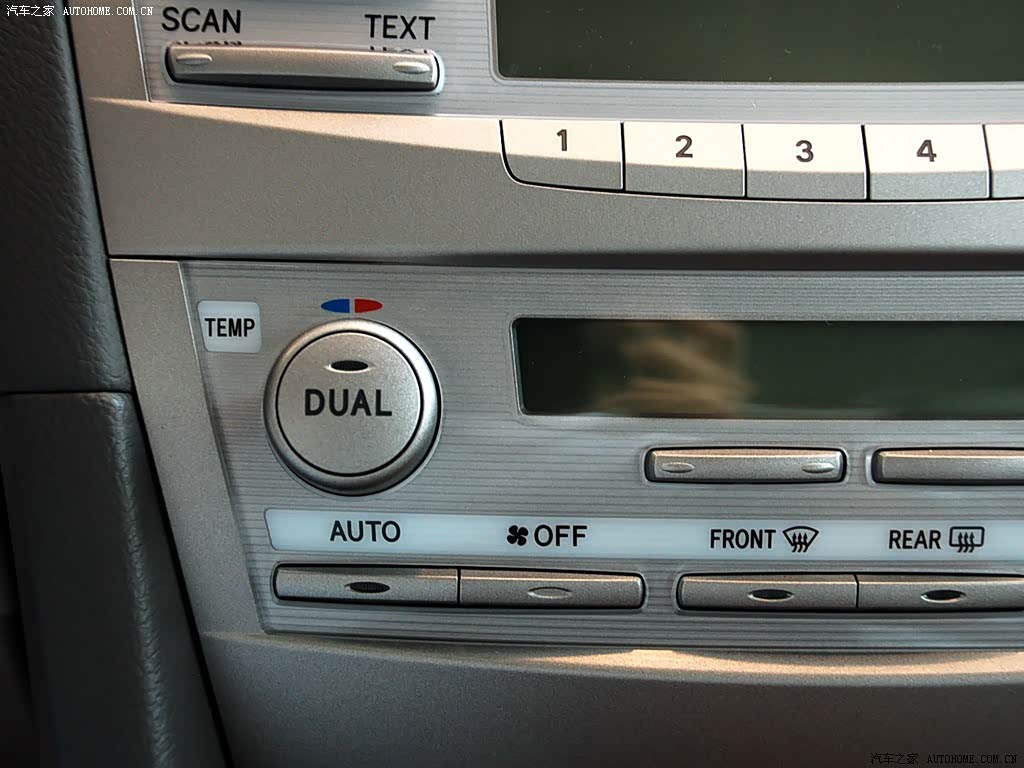 汽车之家 AUTOHOME.COM.CN
SCAN TEXT
1 2 3 4
TEMP
DUAL
AUTO OFF FRONT REAR
汽车之家 AUTOHOME.COM.CN